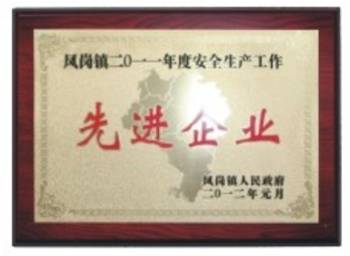 凤岗镇二〇一一年度安全生产工作
先进企业
凤岗镇人民政府
二〇一二年元月